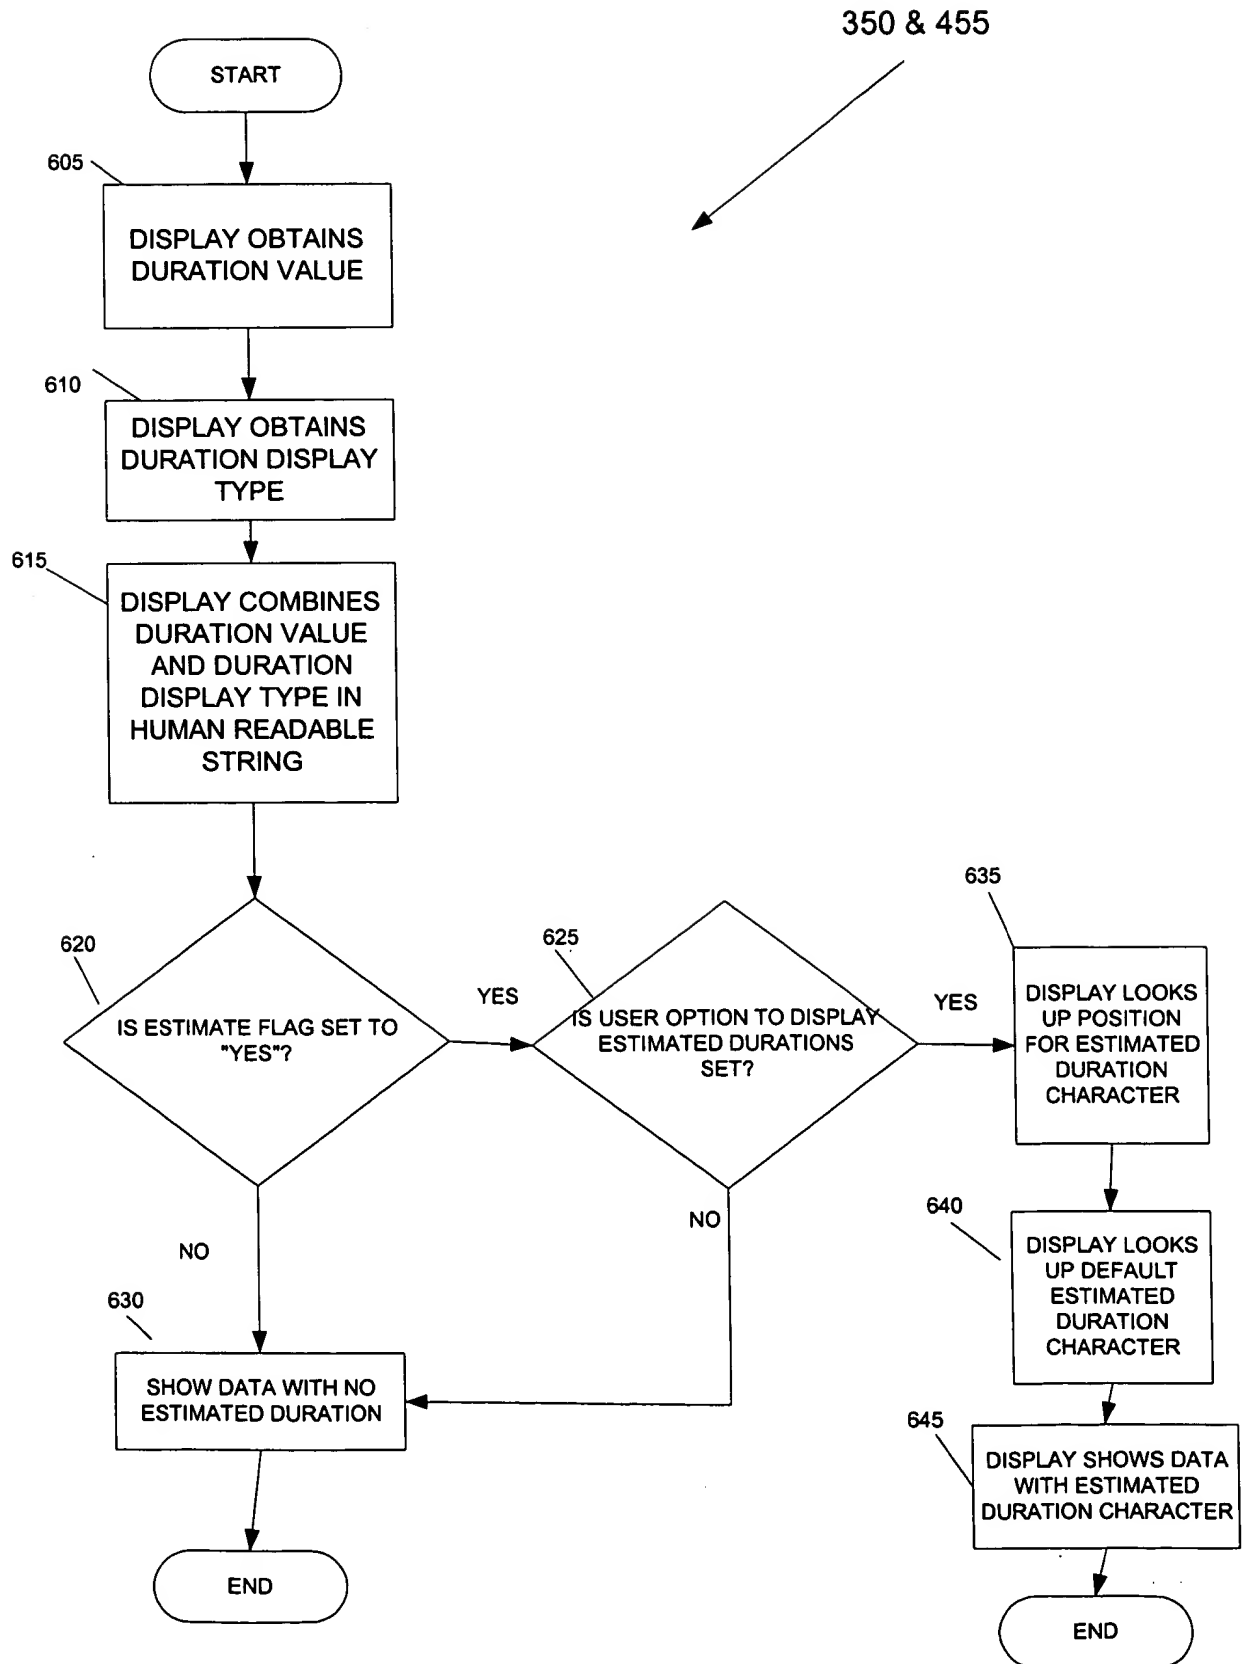 350 & 455
START
605
DISPLAY OBTAINS
DURATION VALUE
610
DISPLAY OBTAINS
DURATION DISPLAY
TYPE
615
DISPLAY COMBINES
DURATION VALUE
AND DURATION
DISPLAY TYPE IN
HUMAN READABLE
STRING
620
IS ESTIMATE FLAG SET TO
"YES"?
YES
625
IS USER OPTION TO DISPLAY
ESTIMATED DURATIONS
SET?
YES
635
DISPLAY LOOKS
UP POSITION
FOR ESTIMATED
DURATION
CHARACTER
NO
NO
640
DISPLAY LOOKS
UP DEFAULT
ESTIMATED
DURATION
CHARACTER
630
SHOW DATA WITH NO
ESTIMATED DURATION
645
DISPLAY SHOWS DATA
WITH ESTIMATED
DURATION CHARACTER
END
END